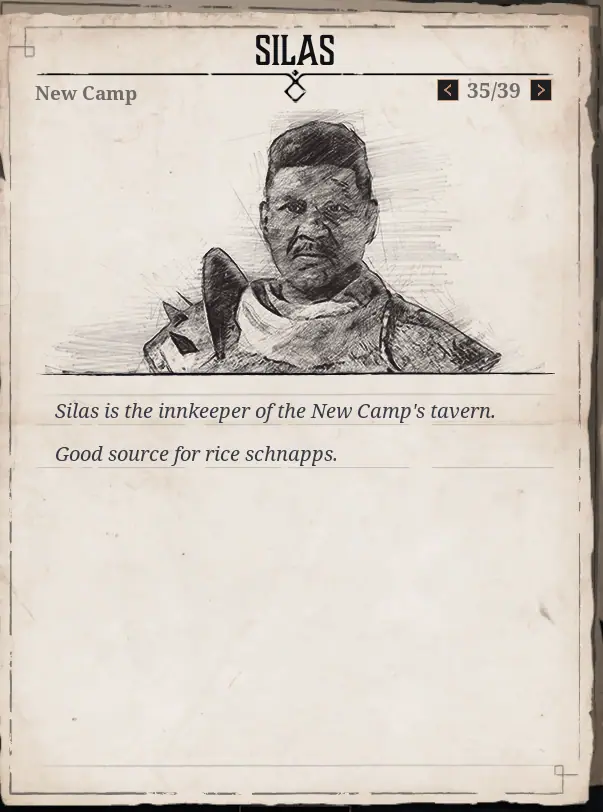 SILAS
New Camp
35/39
Silas is the innkeeper of the New Camp's tavern.
Good source for rice schnapps.